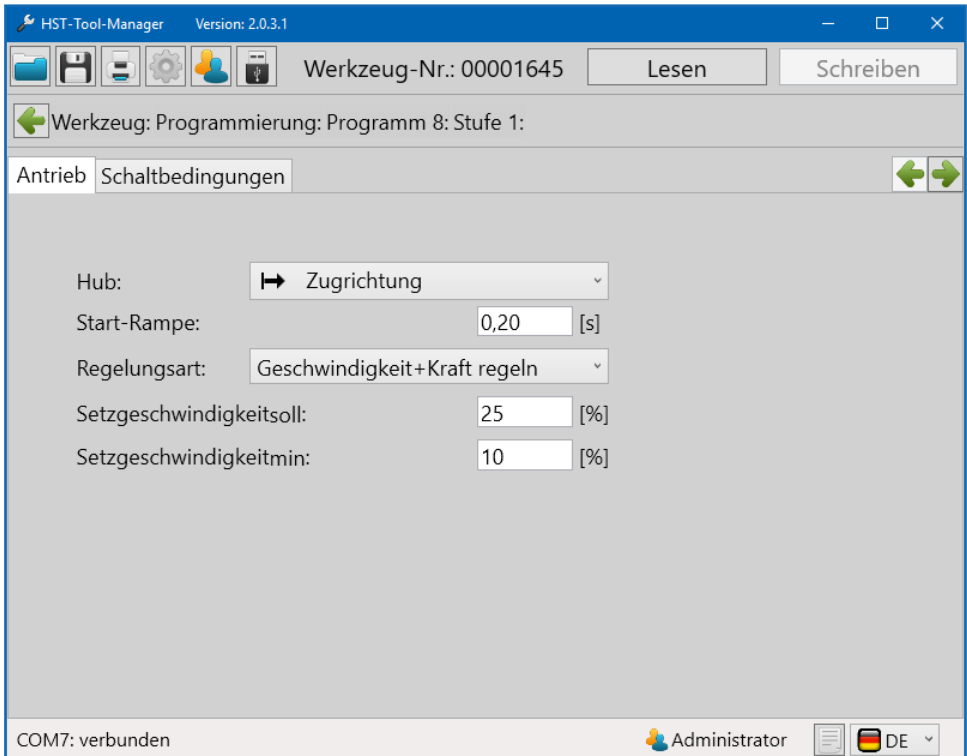 HST-Tool-Manager Version: 2.0.3.1
Werkzeug-Nr.: 00001645 Lesen Schreiben
Werkzeug: Programmierung: Programm 8: Stufe 1:
Antrieb Schaltbedingungen
Hub: Zugrichtung
Start-Rampe: 0,20 [s]
Regelungsart: Geschwindigkeit+Kraft regeln
Setzgeschwindigkeitsoll: 25 [%]
Setzgeschwindigkeitmin: 10 [%]
COM7: verbunden Administrator DE